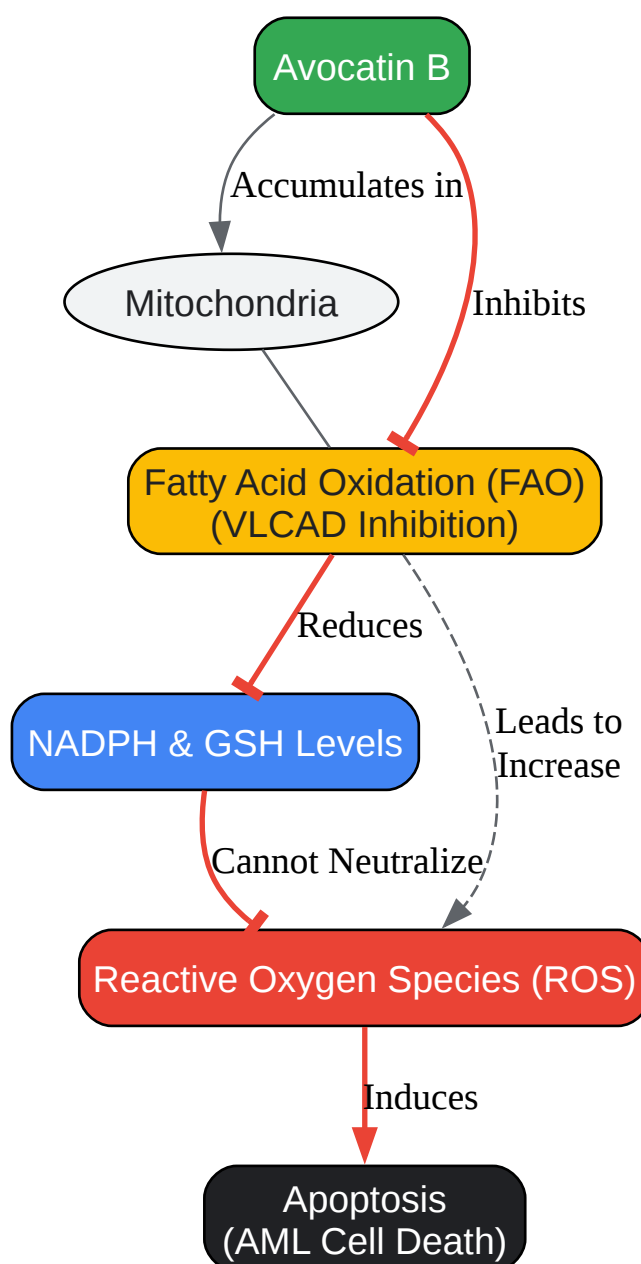 Avocatin B
Accumulates in
Mitochondria
Inhibits
Fatty Acid Oxidation (FAO)
(VLCAD Inhibition)
Reduces
NADPH & GSH Levels
Leads to
Increase
Cannot Neutralize
Reactive Oxygen Species (ROS)
Induces
Apoptosis
(AML Cell Death)